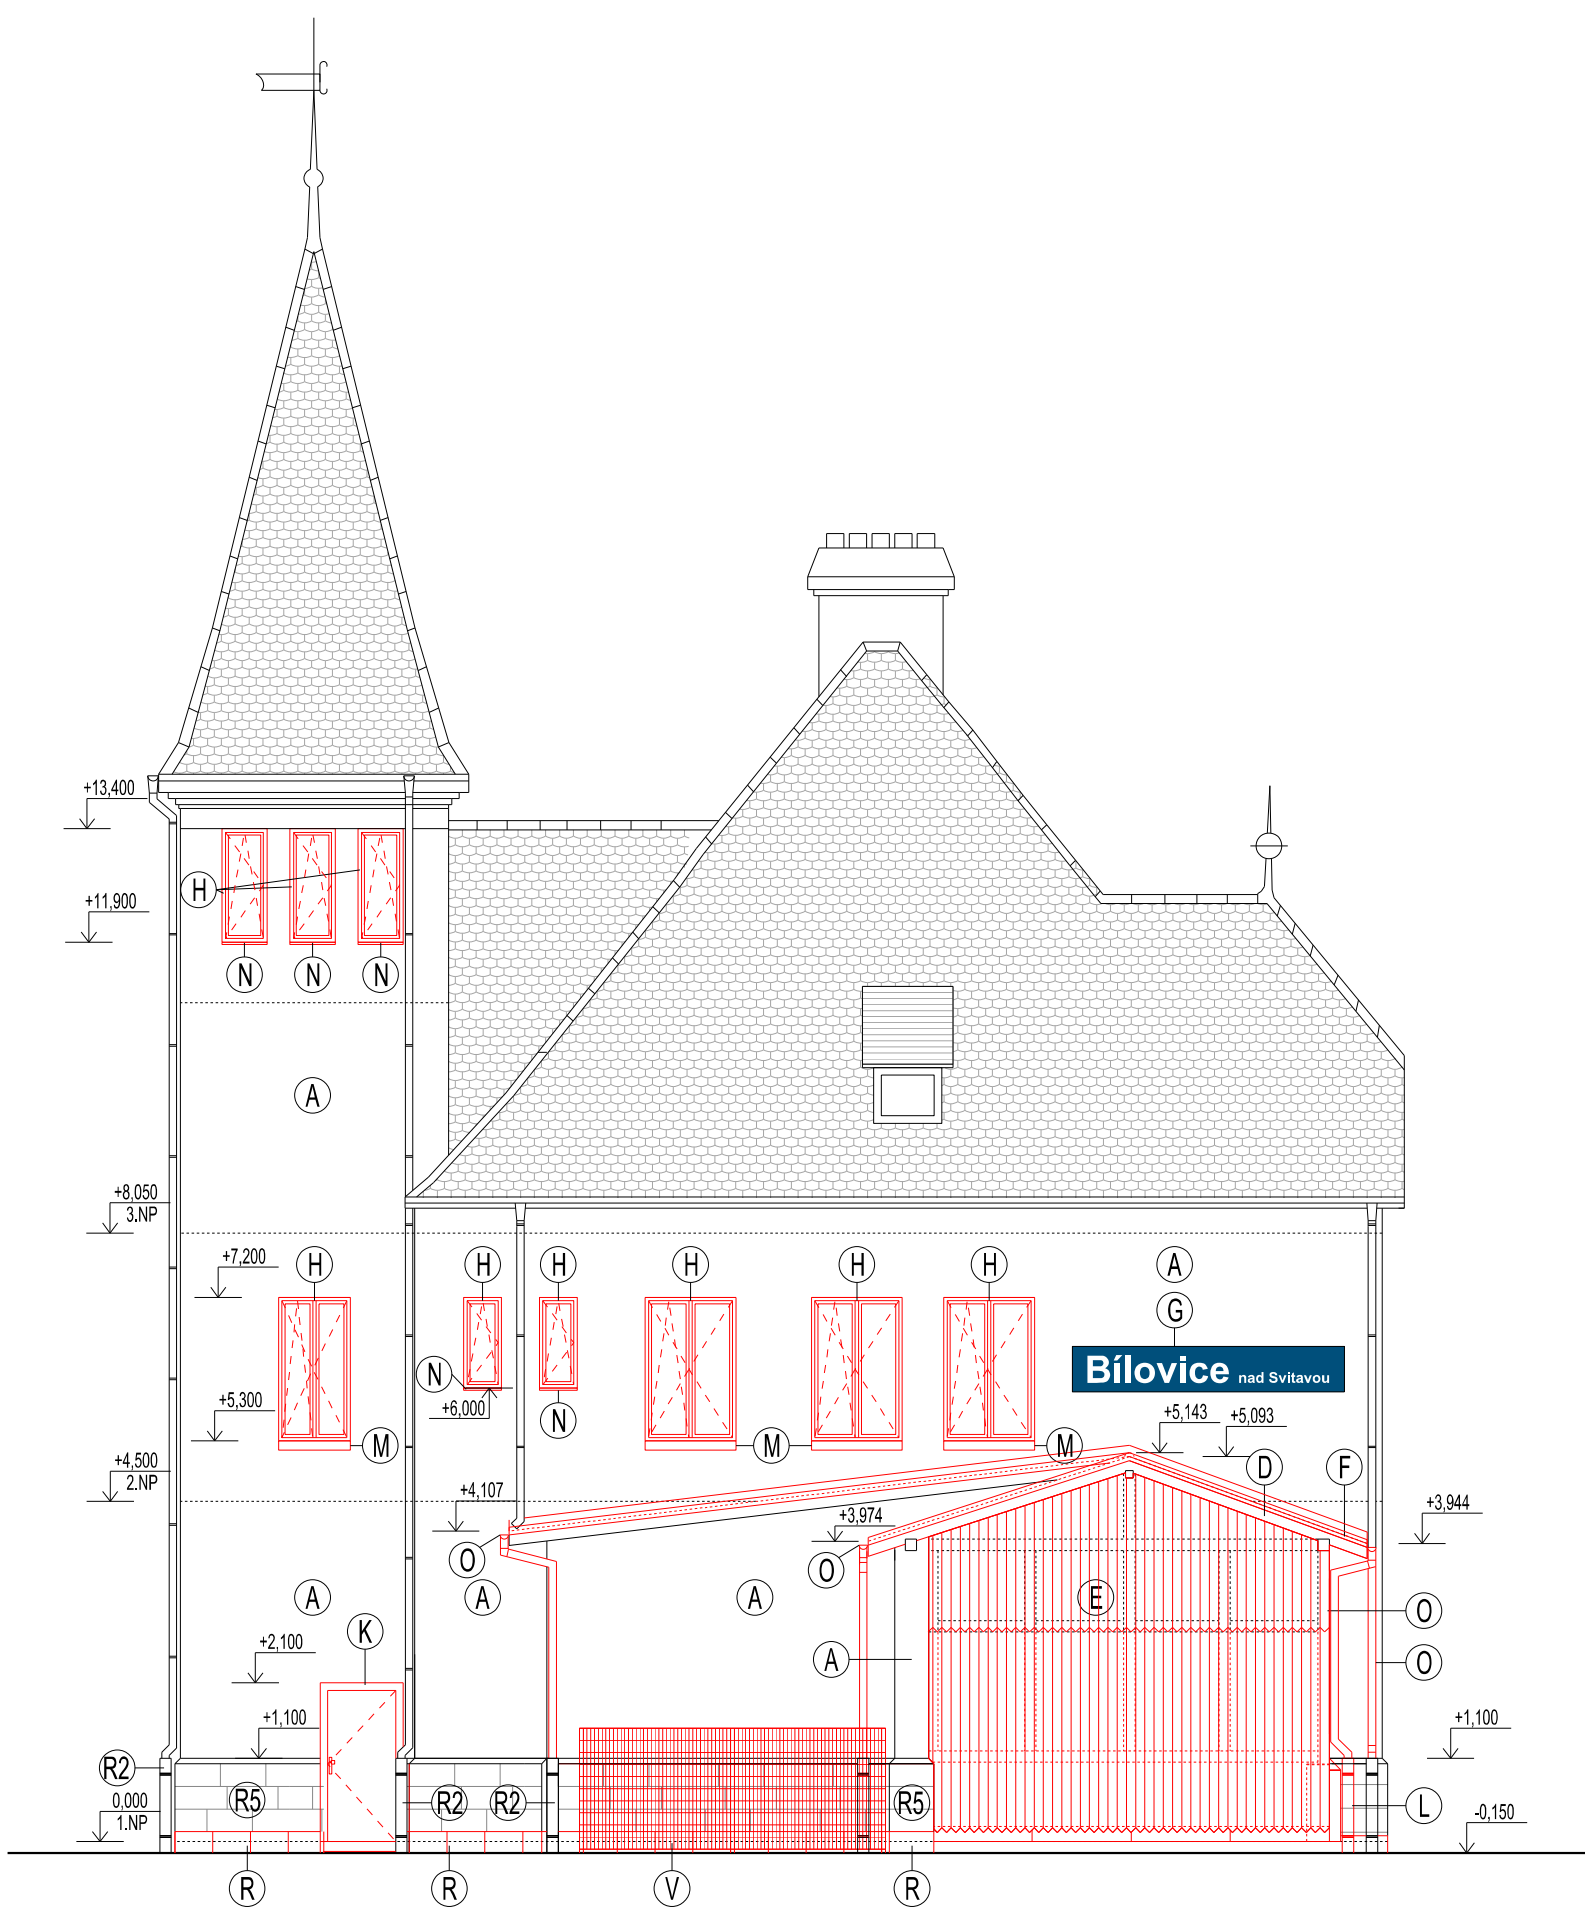 +13,400
H
+11,900
N N N
A
+8,050
3.NP
+7,200
H H H H H H A
G
Bílovice nad Svitavou
N
+6,000
N
+5,300
M M M
+5,143 +5,093
+4,500
2.NP
D F
+4,107
+3,974
+3,944
O O
A A A E
O
K
+2,100
A
O
+1,100
+1,100
R2
R5 R2 R2 R5 L
0,000
1.NP
-0,150
R R V R